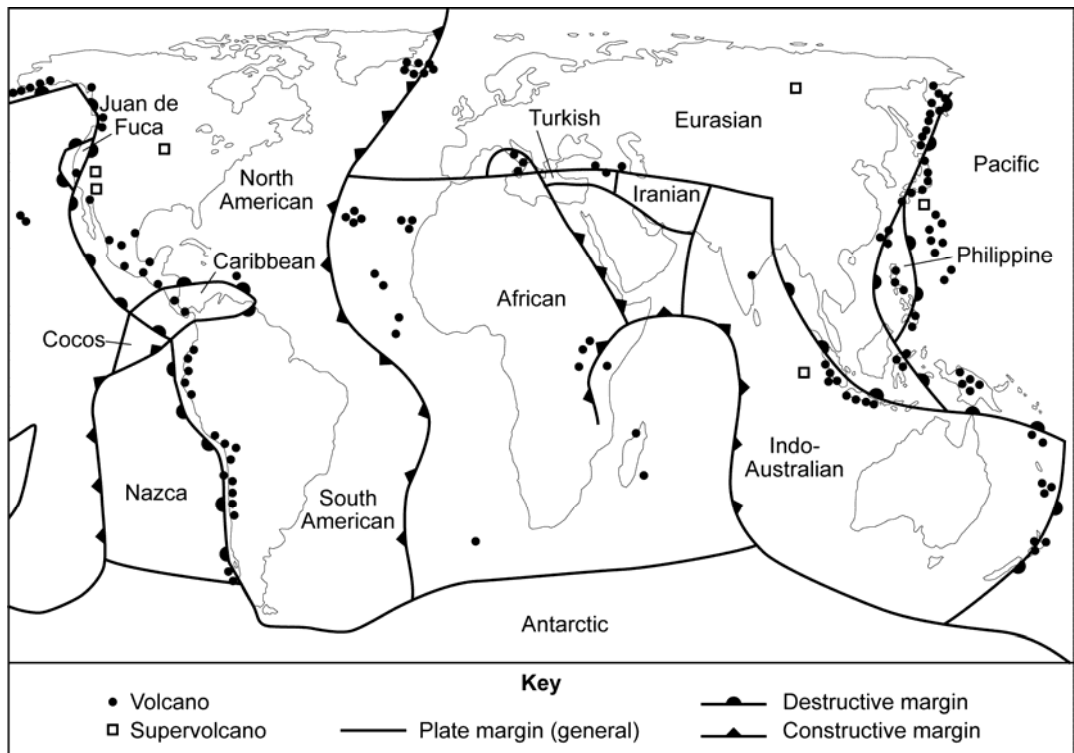 Juan de
Fuca
Turkish
Eurasian
Pacific
North
American
Iranian
Caribbean
Philippine
African
Cocos
Indo-
Australian
Nazca
South
American
Antarctic
Key
Volcano
Supervolcano
Plate margin (general)
Destructive margin
Constructive margin